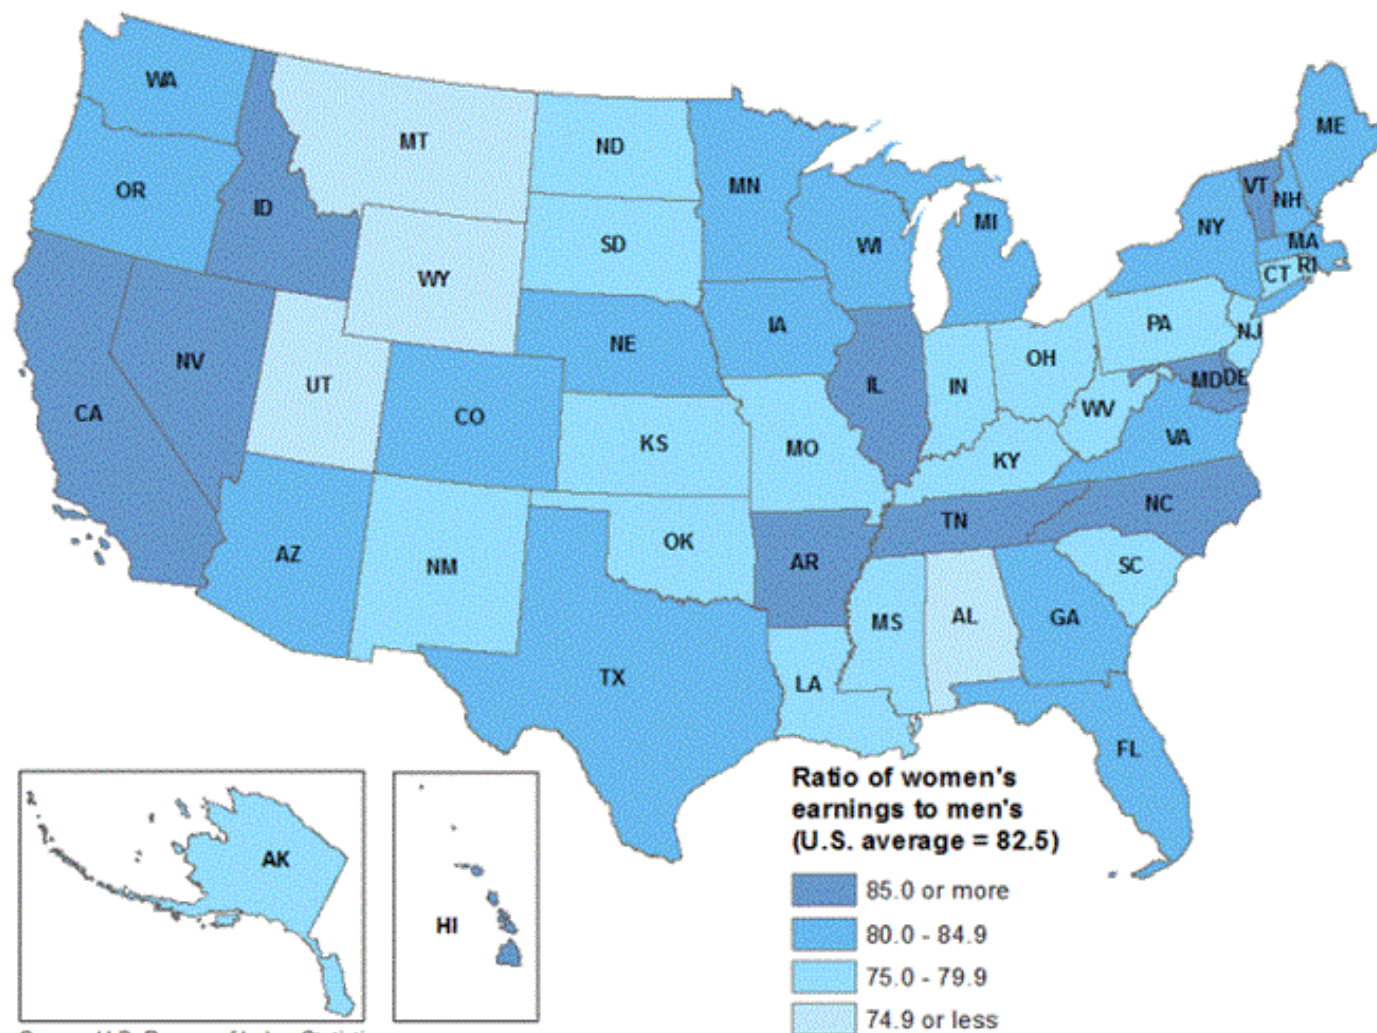 WA
MT
ND
MN
ME
OR
ID
SD
WI
MI
VT
NH
NY
MA
WY
CT
RI
NV
UT
NE
IA
PA
NJ
CA
CO
KS
MO
IL
IN
OH
MD
DE
WV
VA
KY
AZ
NM
OK
AR
TN
NC
SC
TX
LA
MS
AL
GA
FL
AK
HI
Ratio of women's
earnings to men's
(U.S. average = 82.5)
85.0 or more
80.0 - 84.9
75.0 - 79.9
74.9 or less